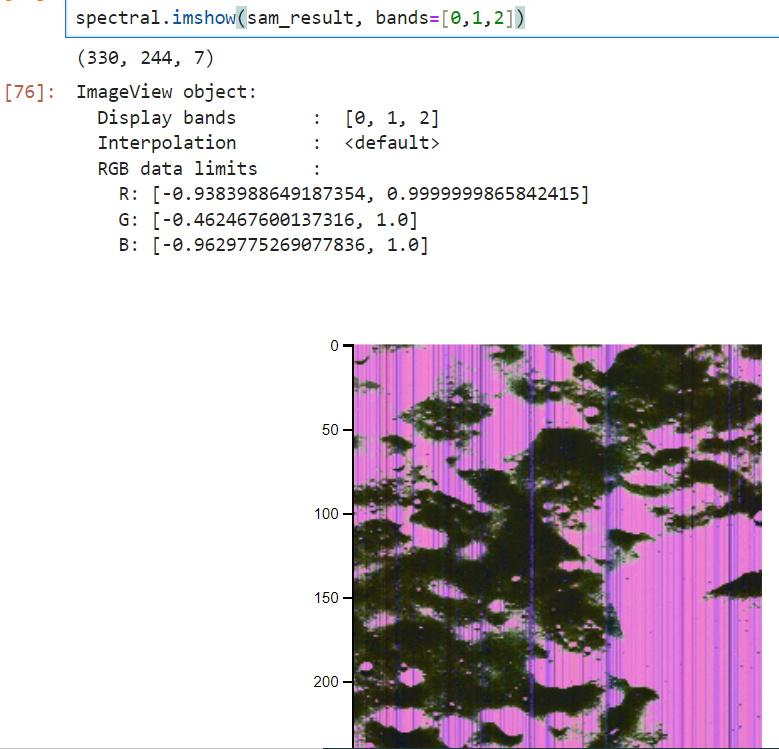 spectral.imshow(sam_result, bands=[0,1,2])
(330, 244, 7)
[76]: ImageView object:
Display bands : [0, 1, 2]
Interpolation : <default>
RGB data limits :
R: [-0.9383988649187354, 0.9999999865842415]
G: [-0.462467600137316, 1.0]
B: [-0.9629775269077836, 1.0]
0
50
100
150
200